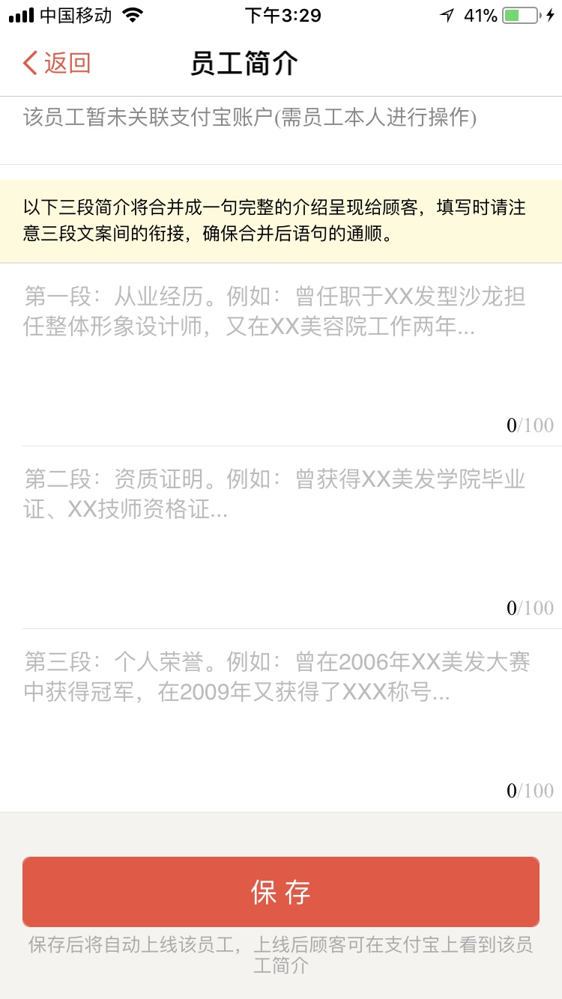 中国移动 下午3:29 41%
返回 员工简介
该员工暂未关联支付宝账户(需员工本人进行操作)
以下三段简介将合并成一句完整的介绍呈现给顾客，填写时请注
意三段文案间的衔接，确保合并后语句的通顺。
第一段：从业经历。例如：曾任职于XX发型沙龙担
任整体形象设计师，又在XX美容院工作两年...
0/100
第二段：资质证明。例如：曾获得XX美发学院毕业
证、XX技师资格证...
0/100
第三段：个人荣誉。例如：曾在2006年XX美发大赛
中获得冠军，在2009年又获得了XXX称号...
0/100
保存
保存后将自动上线该员工，上线后顾客可在支付宝上看到该员
工简介